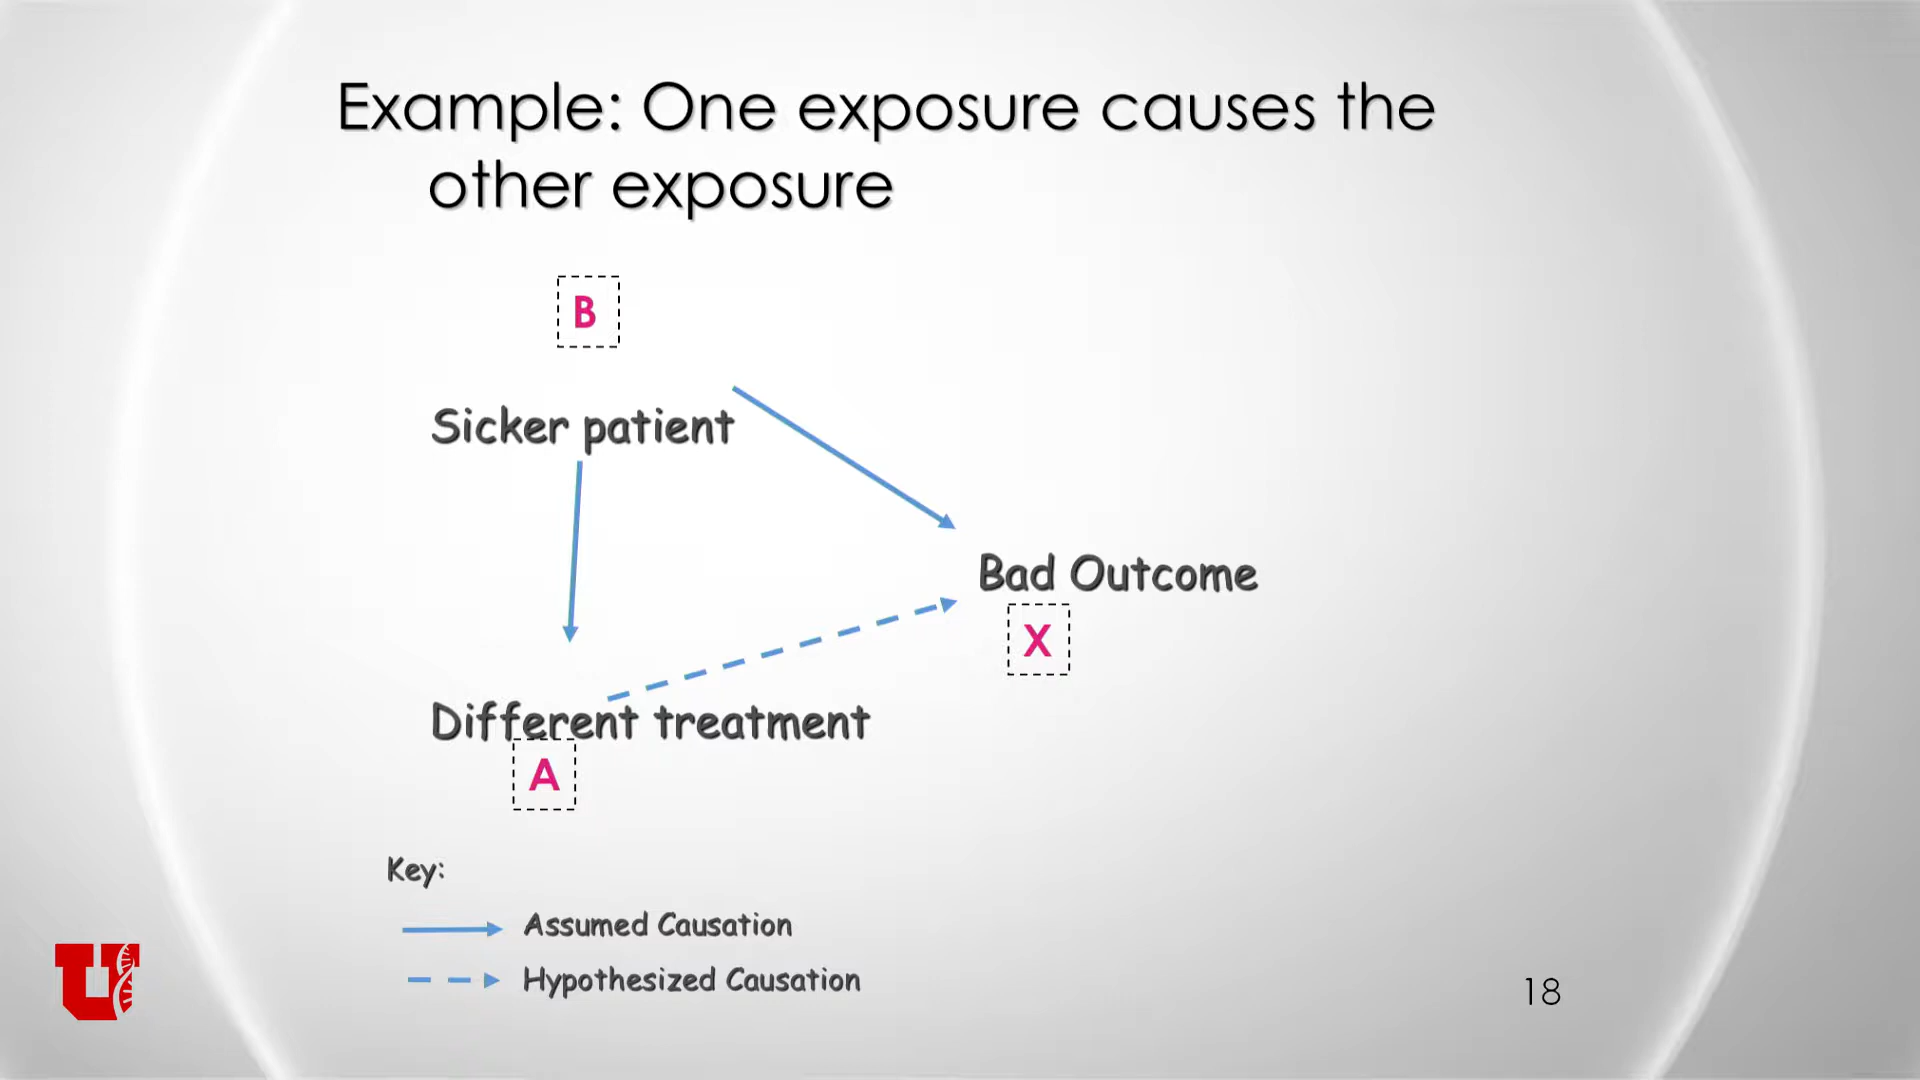 Example: One exposure causes the
other exposure
B
Sicker patient
Bad Outcome
X
Different treatment
A
Key:
Assumed Causation
Hypothesized Causation
18
U